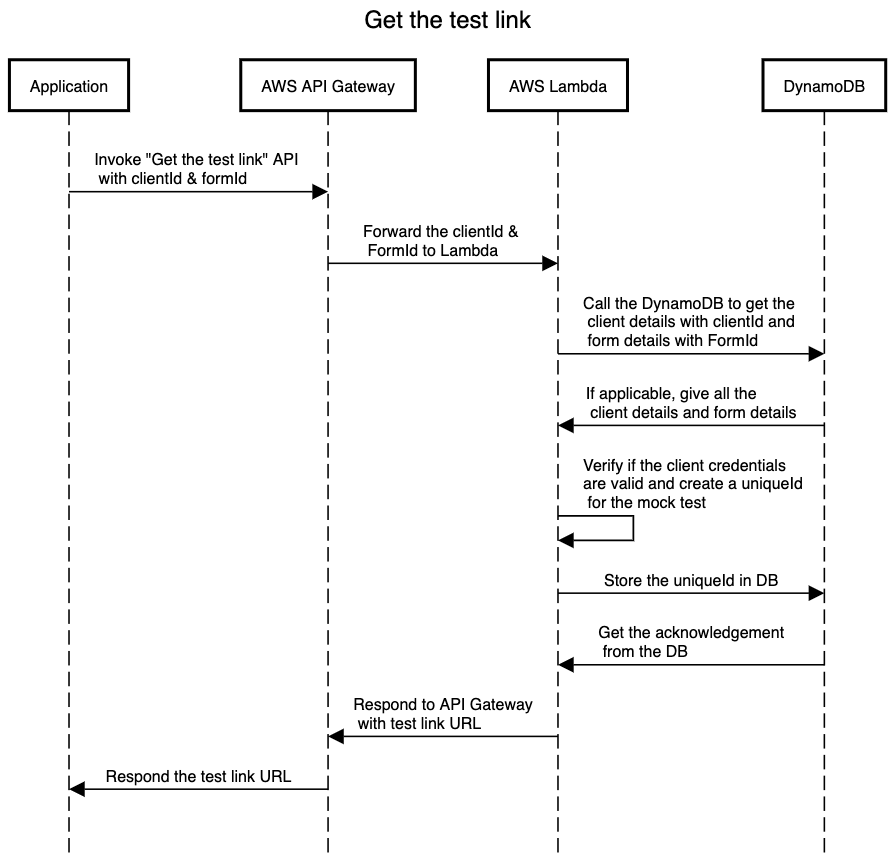 Get the test link
Application
AWS API Gateway
AWS Lambda
DynamoDB
Invoke "Get the test link" API
with clientId & formId
Forward the clientId &
FormId to Lambda
Call the DynamoDB to get the
client details with clientId and
form details with FormId
If applicable, give all the
client details and form details
Verify if the client credentials
are valid and create a uniqueId
for the mock test
Store the uniqueId in DB
Get the acknowledgement
from the DB
Respond to API Gateway
with test link URL
Respond the test link URL